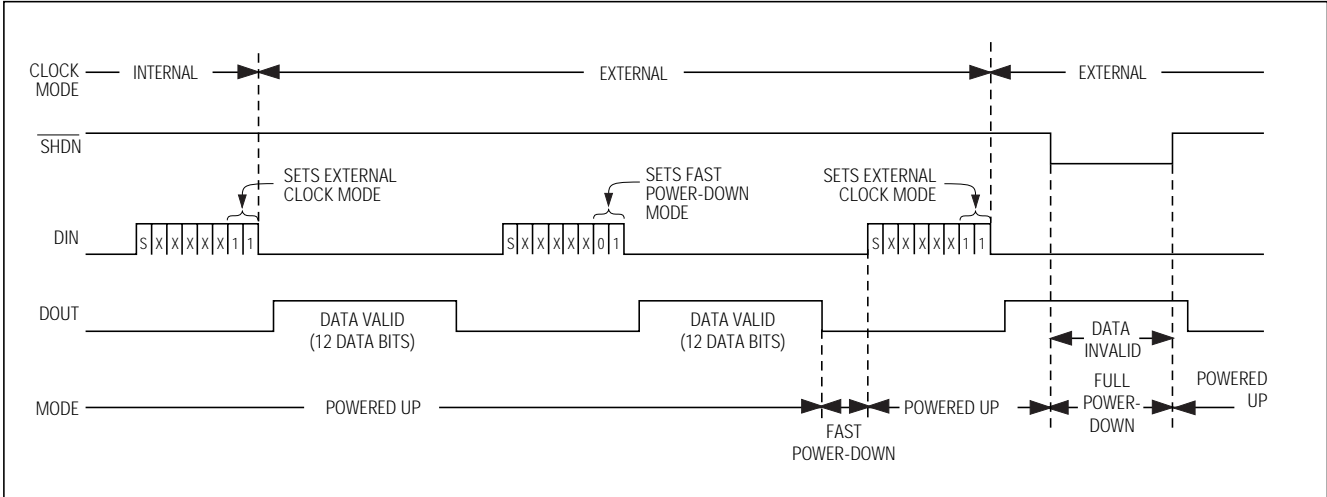 CLOCK
MODE
INTERNAL
EXTERNAL
EXTERNAL
SHDN
SETS EXTERNAL
CLOCK MODE
SETS FAST
POWER-DOWN
MODE
SETS EXTERNAL
CLOCK MODE
DIN
S X X X X X 1 1
S X X X X X 0 1
S X X X X X 1 1
DOUT
DATA VALID
(12 DATA BITS)
DATA VALID
(12 DATA BITS)
DATA
INVALID
MODE
POWERED UP
FAST
POWER-DOWN
POWERED UP
FULL
POWER-
DOWN
POWERED
UP